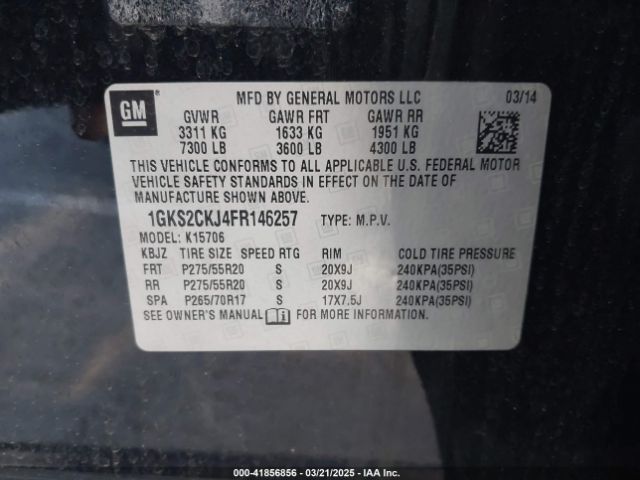 GM
®
MFD BY GENERAL MOTORS LLC 03/14
GVWR GAWR FRT GAWR RR
3311 KG 1633 KG 1951 KG
7300 LB 3600 LB 4300 LB
THIS VEHICLE CONFORMS TO ALL APPLICABLE U.S. FEDERAL MOTOR
VEHICLE SAFETY STANDARDS IN EFFECT ON THE DATE OF
MANUFACTURE SHOWN ABOVE.
1GKS2CKJ4FR146257 TYPE: M.P.V.
MODEL: K15706
KBJZ TIRE SIZE SPEED RTG RIM COLD TIRE PRESSURE
FRT P275/55R20 S 20X9J 240KPA(35PSI)
RR P275/55R20 S 20X9J 240KPA(35PSI)
SPA P265/70R17 S 17X7.5J 240KPA(35PSI)
SEE OWNER'S MANUAL FOR MORE INFORMATION.
STOCK #: 41856856 — 03/21/2025 — IAA Inc.